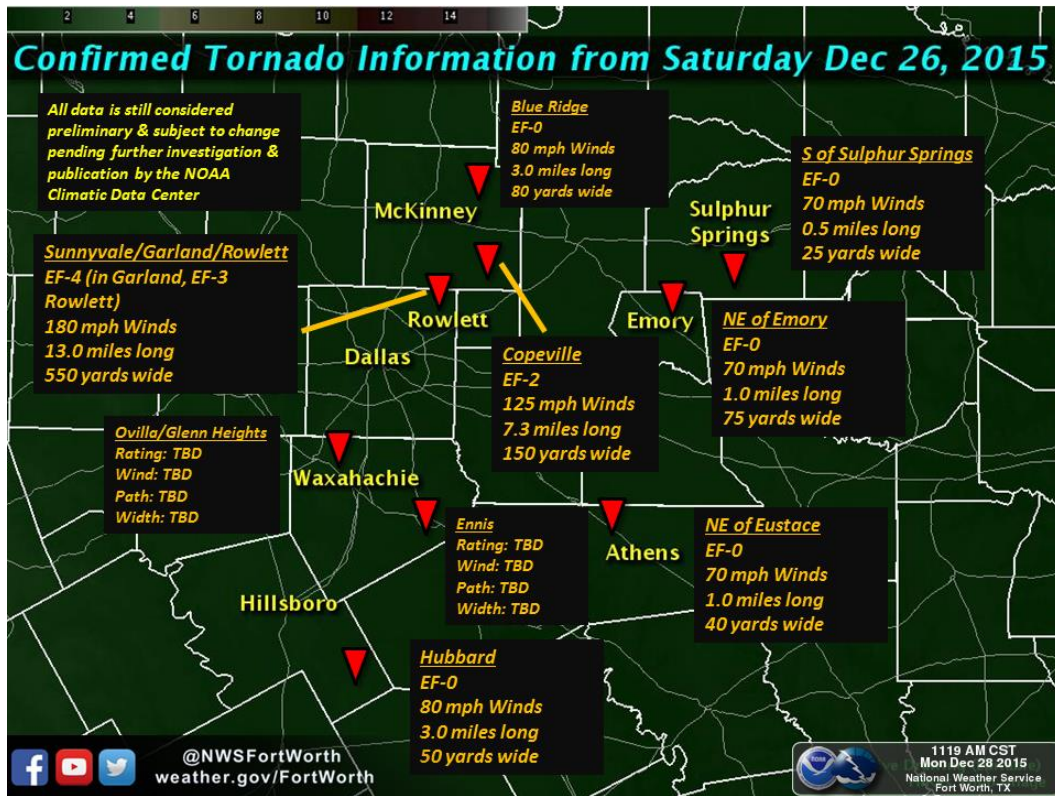 2 4 6 8 10 12 14
Confirmed Tornado Information from Saturday Dec 26, 2015
All data is still considered
preliminary & subject to change
pending further investigation &
publication by the NOAA
Climatic Data Center
Blue Ridge
EF-0
80 mph Winds
3.0 miles long
80 yards wide
S of Sulphur Springs
EF-0
70 mph Winds
0.5 miles long
25 yards wide
McKinney
Sulphur
Springs
Sunnyvale/Garland/Rowlett
EF-4 (in Garland, EF-3
Rowlett)
180 mph Winds
13.0 miles long
550 yards wide
Rowlett
Emory
Dallas
NE of Emory
EF-0
70 mph Winds
1.0 miles long
75 yards wide
Copeville
EF-2
125 mph Winds
7.3 miles long
150 yards wide
Ovilla/Glenn Heights
Rating: TBD
Wind: TBD
Path: TBD
Width: TBD
Waxahachie
Ennis
Rating: TBD
Wind: TBD
Path: TBD
Width: TBD
Athens
NE of Eustace
EF-0
70 mph Winds
1.0 miles long
40 yards wide
Hillsboro
Hubbard
EF-0
80 mph Winds
3.0 miles long
50 yards wide
@NWSFortWorth
weather.gov/FortWorth
1119 AM CST
Mon Dec 28 2015
National Weather Service
Fort Worth, TX